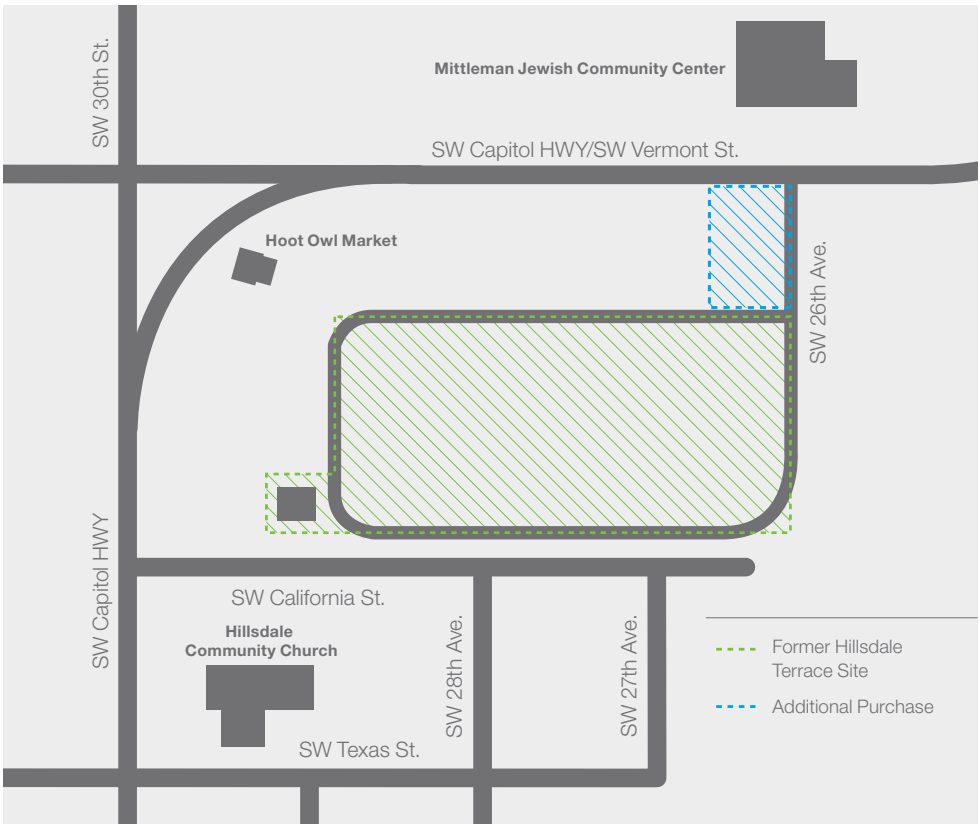 SW 30th St.
Mittleman Jewish Community Center
SW Capitol HWY/SW Vermont St.
Hoot Owl Market
SW 26th Ave.
SW Capitol HWY
SW California St.
Hillsdale
Community Church
SW 28th Ave.
SW 27th Ave.
SW Texas St.
Former Hillsdale
Terrace Site
Additional Purchase